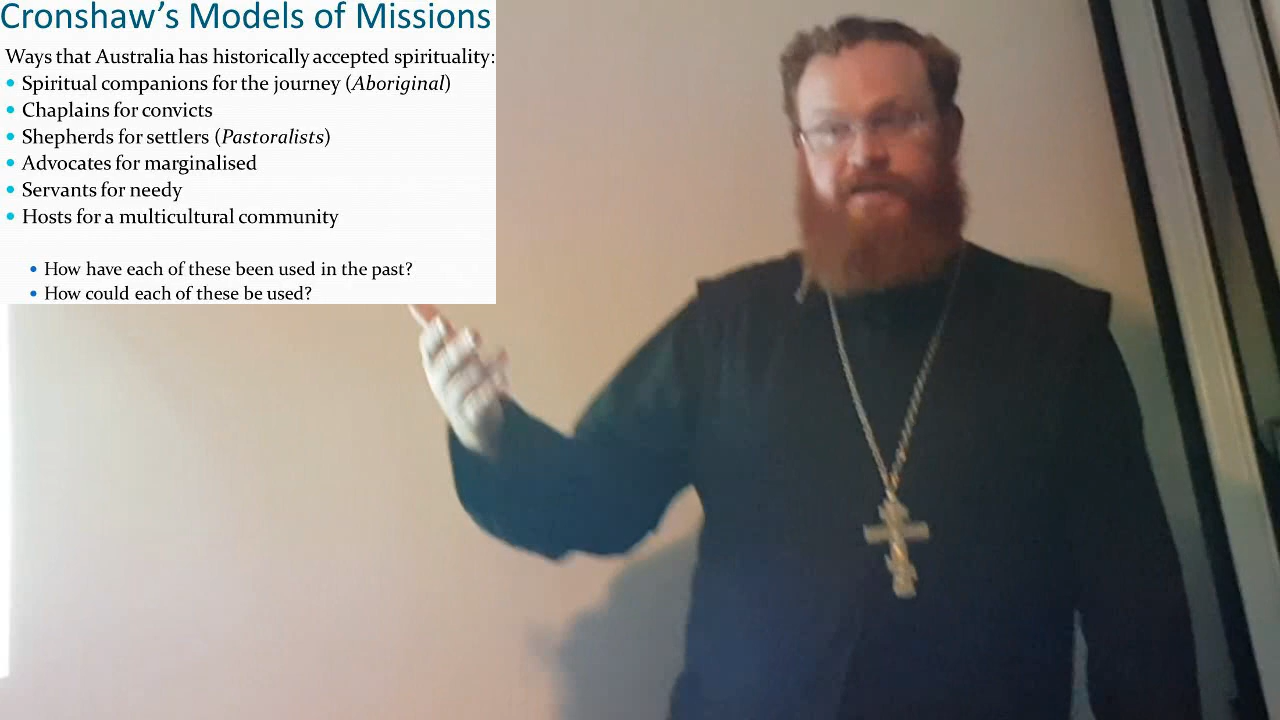 Cronshaw's Models of Missions
Ways that Australia has historically accepted spirituality:
• Spiritual companions for the journey (Aboriginal)
• Chaplains for convicts
• Shepherds for settlers (Pastoralists)
• Advocates for marginalised
• Servants for needy
• Hosts for a multicultural community
• How have each of these been used in the past?
• How could each of these be used?